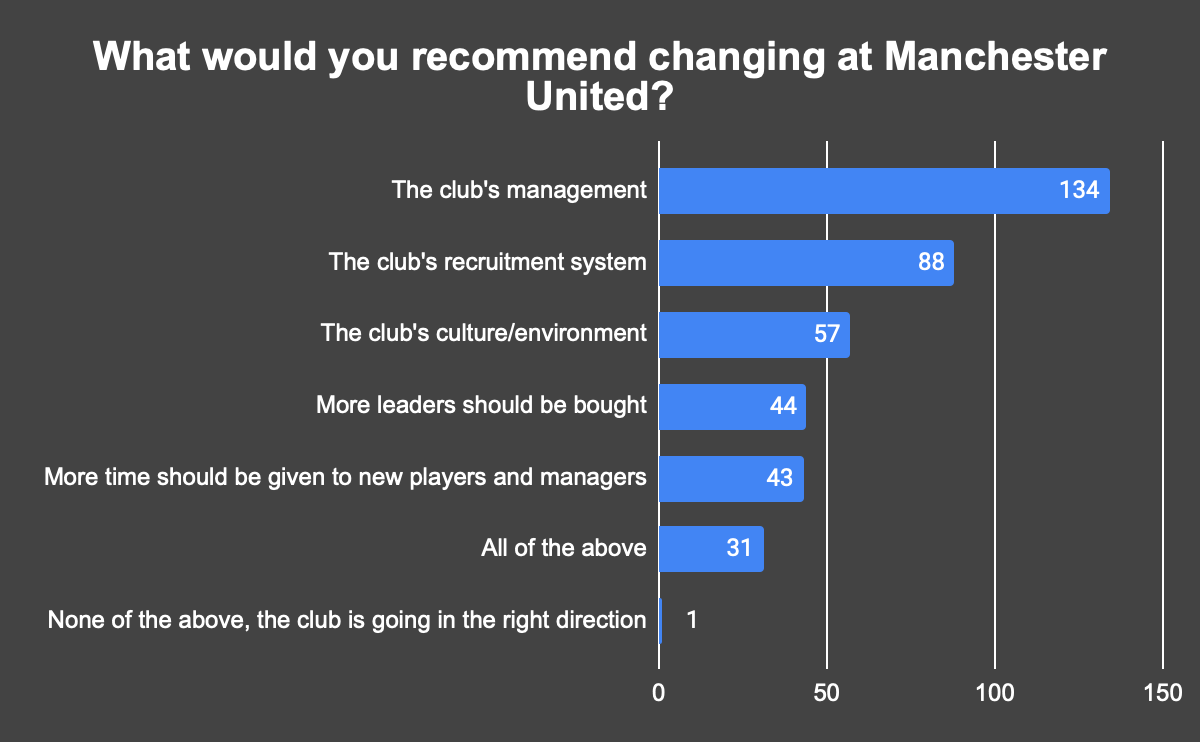 What would you recommend changing at Manchester
United?
The club's management
134
The club's recruitment system
88
The club's culture/environment
57
More leaders should be bought
44
More time should be given to new players and managers
43
All of the above
31
None of the above, the club is going in the right direction
1
0 50 100 150